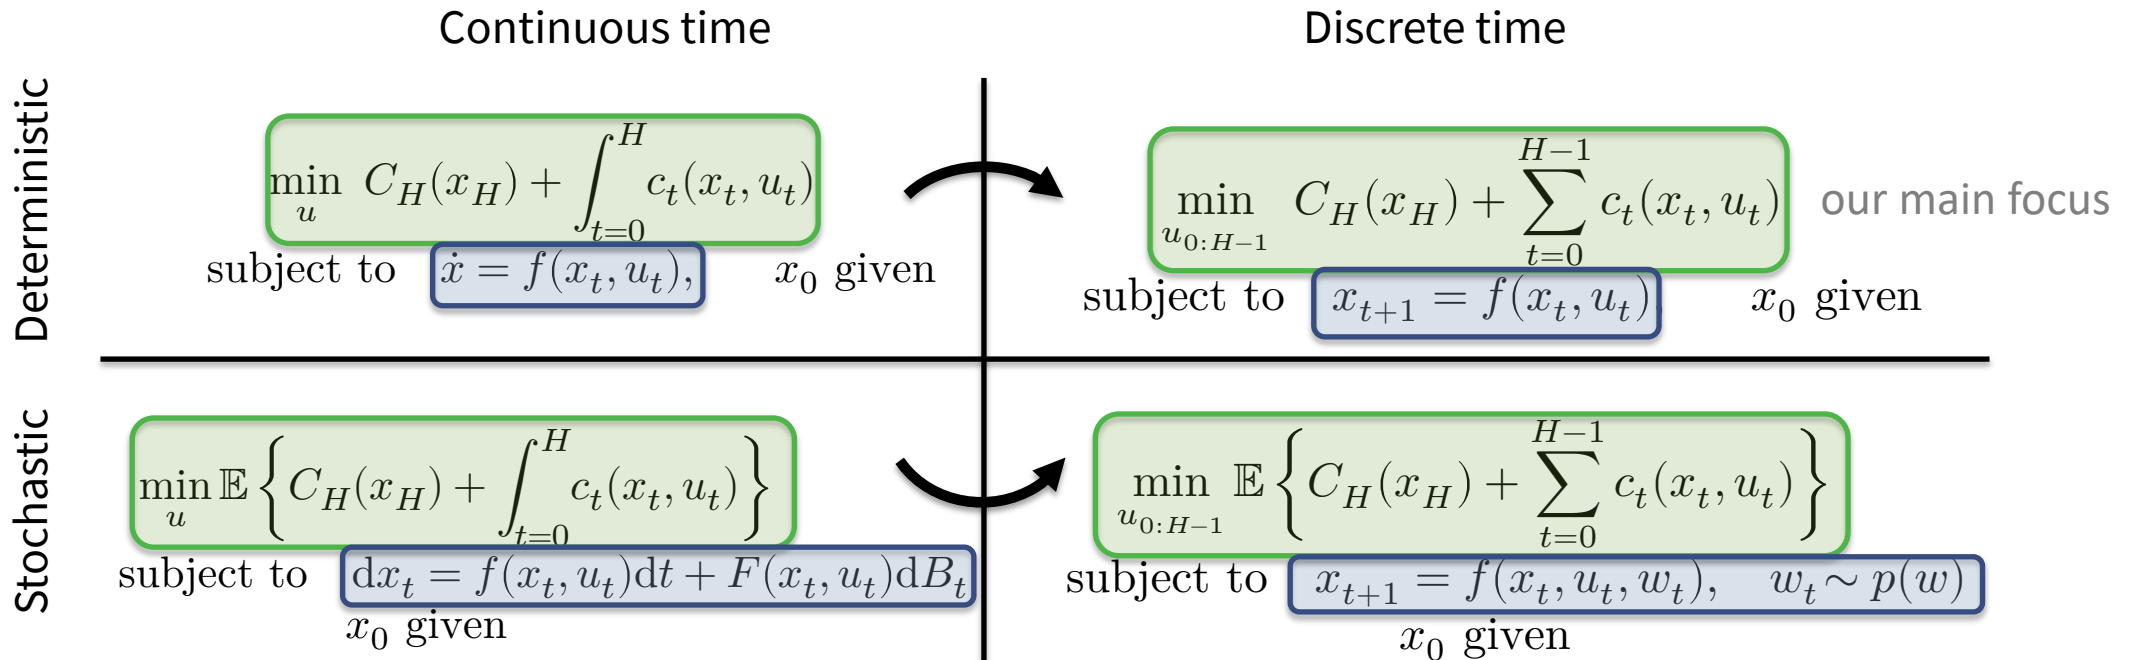 Continuous time
Discrete time
Deterministic
min_u C_H(x_H) + ∫_{t=0}^{H} c_t(x_t, u_t)
subject to ẋ = f(x_t, u_t), x_0 given
min_{u_{0:H−1}} C_H(x_H) + ∑_{t=0}^{H−1} c_t(x_t, u_t)
our main focus
subject to x_{t+1} = f(x_t, u_t), x_0 given
Stochastic
min_u 𝔼 { C_H(x_H) + ∫_{t=0}^{H} c_t(x_t, u_t) }
subject to dx_t = f(x_t, u_t)dt + F(x_t, u_t)dB_t
x_0 given
min_{u_{0:H−1}} 𝔼 { C_H(x_H) + ∑_{t=0}^{H−1} c_t(x_t, u_t) }
subject to x_{t+1} = f(x_t, u_t, w_t), w_t ~ p(w)
x_0 given